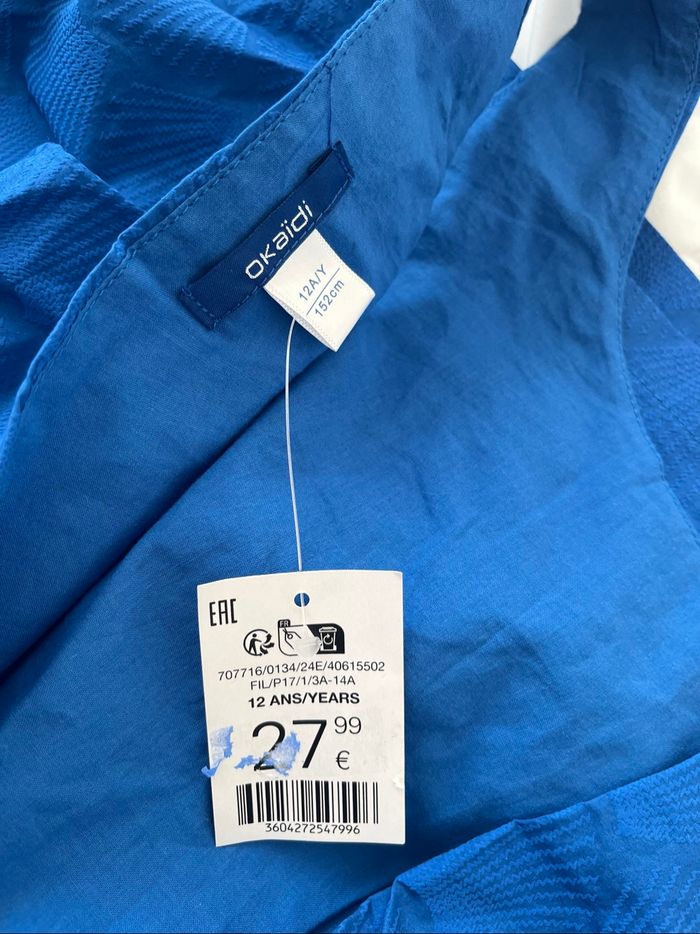 okaïdi
12A/Y
152cm
EAC
FR
707716/0134/24E/40615502
FIL/P17/1/3A-14A
12 ANS/YEARS
27 99
€
3604272547996